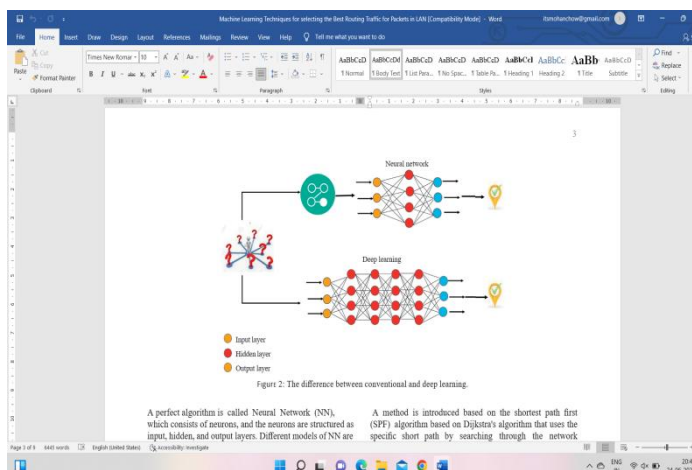 Machine Learning Techniques for selecting the Best Routing Traffic for Packets in LAN [Compatibility Mode] - Word
itsmohanchow@gmail.com
File Home Insert Draw Design Layout References Mailings Review View Help Tell me what you want to do
Paste
Cut
Copy
Format Painter
Clipboard
Times New Roman 10
Font
Paragraph
AaBbCcD AaBbCcDd AaBbCcD AaBbCcD AaBbCcD AaBbCcI AaBbCc AaBb AaBbCcD
¶ Normal ¶ Body Text ¶ List Para... ¶ No Spac... ¶ Table Pa... ¶ Heading 1 Heading 2 ¶ Title Subtitle
Styles
Find
Replace
Select
Editing
3
Neural network
Deep learning
Input layer
Hidden layer
Output layer
Figure 2: The difference between conventional and deep learning.
A perfect algorithm is called Neural Network (NN),
which consists of neurons, and the neurons are structured as
input, hidden, and output layers. Different models of NN are
A method is introduced based on the shortest path first
(SPF) algorithm based on Dijkstra's algorithm that uses the
specific short path by searching through the network
Page 3 of 8 6445 words English (United States) Accessibility: Investigate
ENG
IN